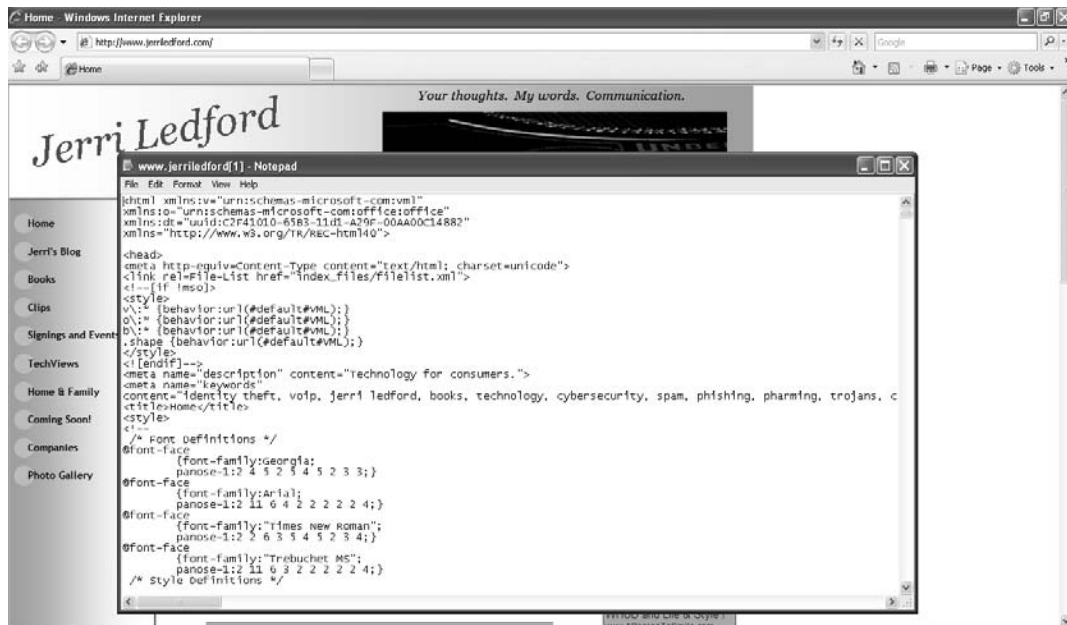 Home - Windows Internet Explorer
http://www.jerriledford.com/
Google
Home
Page
Tools
Your thoughts. My words. Communication.
Jerri Ledford
UNDE
Home
Jerri's Blog
Books
Clips
Signings and Events
TechViews
Home & Family
Coming Soon!
Companies
Photo Gallery
www.jerriledford[1] - Notepad
File Edit Format View Help
<html xmlns:v="urn:schemas-microsoft-com:vml"
xmlns:o="urn:schemas-microsoft-com:office:office"
xmlns:dt="uuid:C2F41010-65B3-11d1-A29F-00AA00C14882"
xmlns="http://www.w3.org/TR/REC-html40">
<head>
<meta http-equiv=Content-Type content="text/html; charset=unicode">
<link rel=File-List href="index_files/filelist.xml">
<!--[if !mso]>
<style>
v\:* {behavior:url(#default#VML);}
o\:* {behavior:url(#default#VML);}
b\:* {behavior:url(#default#VML);}
.shape {behavior:url(#default#VML);}
</style>
<![endif]-->
<meta name="description" content="Technology for consumers.">
<meta name="keywords"
content="identity theft, voip, jerri ledford, books, technology, cybersecurity, spam, phishing, pharming, trojans, c
<title>Home</title>
<style>
<!--
/* Font Definitions */
@font-face
{font-family:Georgia;
panose-1:2 4 5 2 5 4 5 2 3 3;}
@font-face
{font-family:Arial;
panose-1:2 11 6 4 2 2 2 2 2 4;}
@font-face
{font-family:"Times New Roman";
panose-1:2 2 6 3 5 4 5 2 3 4;}
@font-face
{font-family:"Trebuchet MS";
panose-1:2 11 6 3 2 2 2 2 2 4;}
/* Style Definitions */